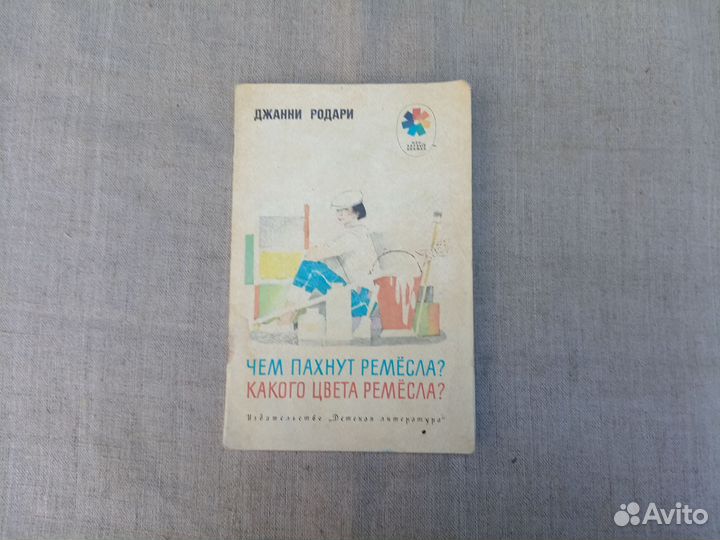 ДЖАННИ РОДАРИ
ЧЕМ ПАХНУТ РЕМЁСЛА?
КАКОГО ЦВЕТА РЕМЁСЛА?
Издательство „Детская литература“
Avito